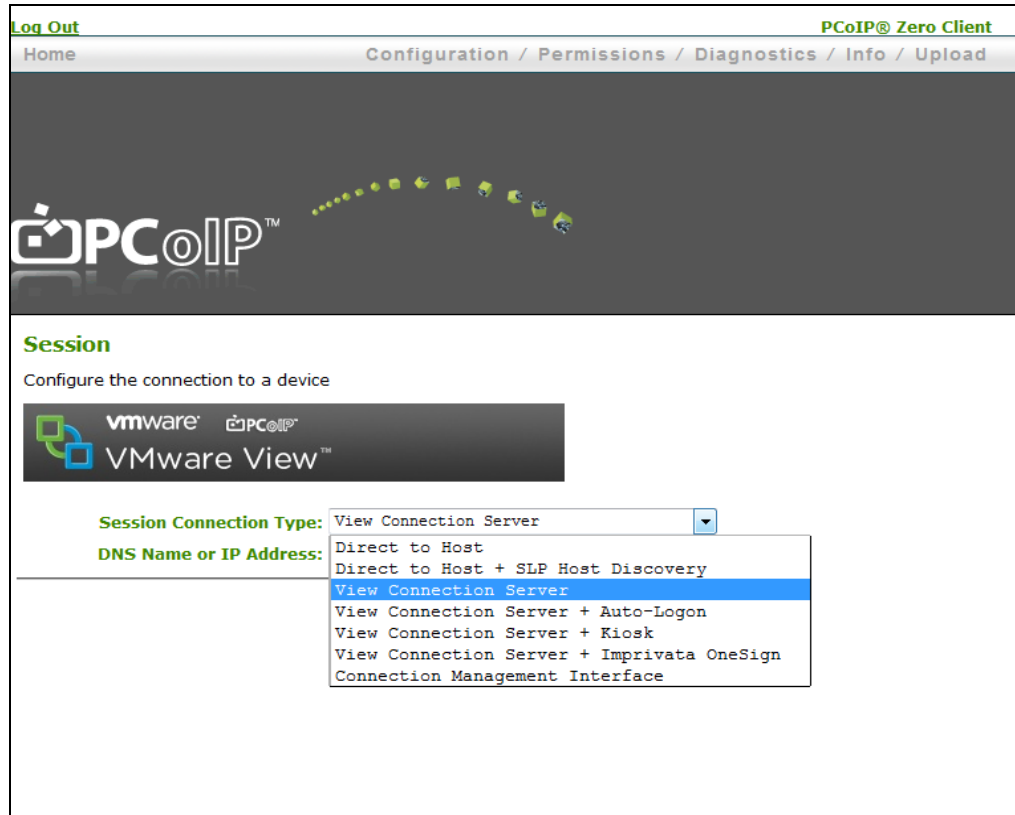 Log Out PCoIP® Zero Client
Home Configuration / Permissions / Diagnostics / Info / Upload
PCoIP™
Session
Configure the connection to a device
vmware PCoIP
VMware View™
Session Connection Type: View Connection Server
DNS Name or IP Address:
Direct to Host
Direct to Host + SLP Host Discovery
View Connection Server
View Connection Server + Auto-Logon
View Connection Server + Kiosk
View Connection Server + Imprivata OneSign
Connection Management Interface